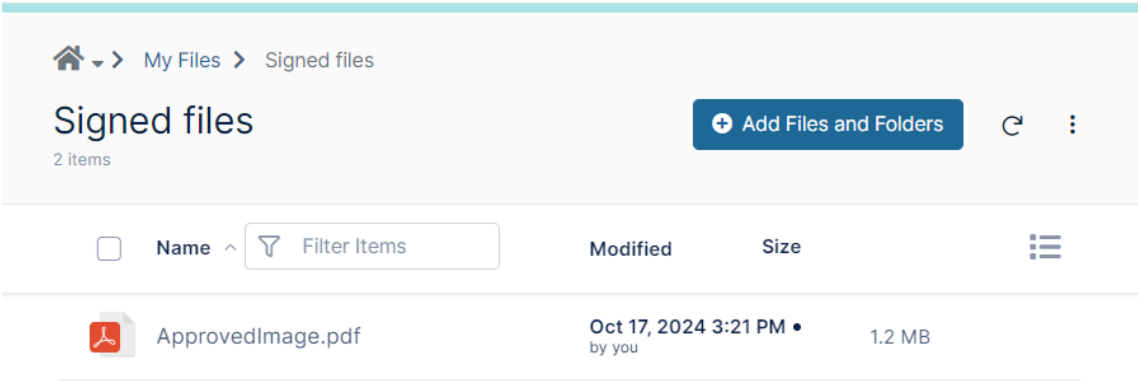 My Files Signed files
Signed files
2 items
Add Files and Folders
Name Filter Items Modified Size
ApprovedImage.pdf Oct 17, 2024 3:21 PM • 1.2 MB
by you